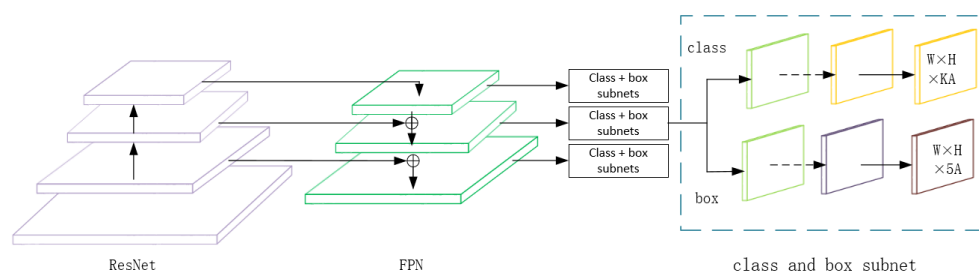 class
W×H
×KA
Class + box
subnets
Class + box
subnets
Class + box
subnets
W×H
×5A
box
ResNet
FPN
class and box subnet